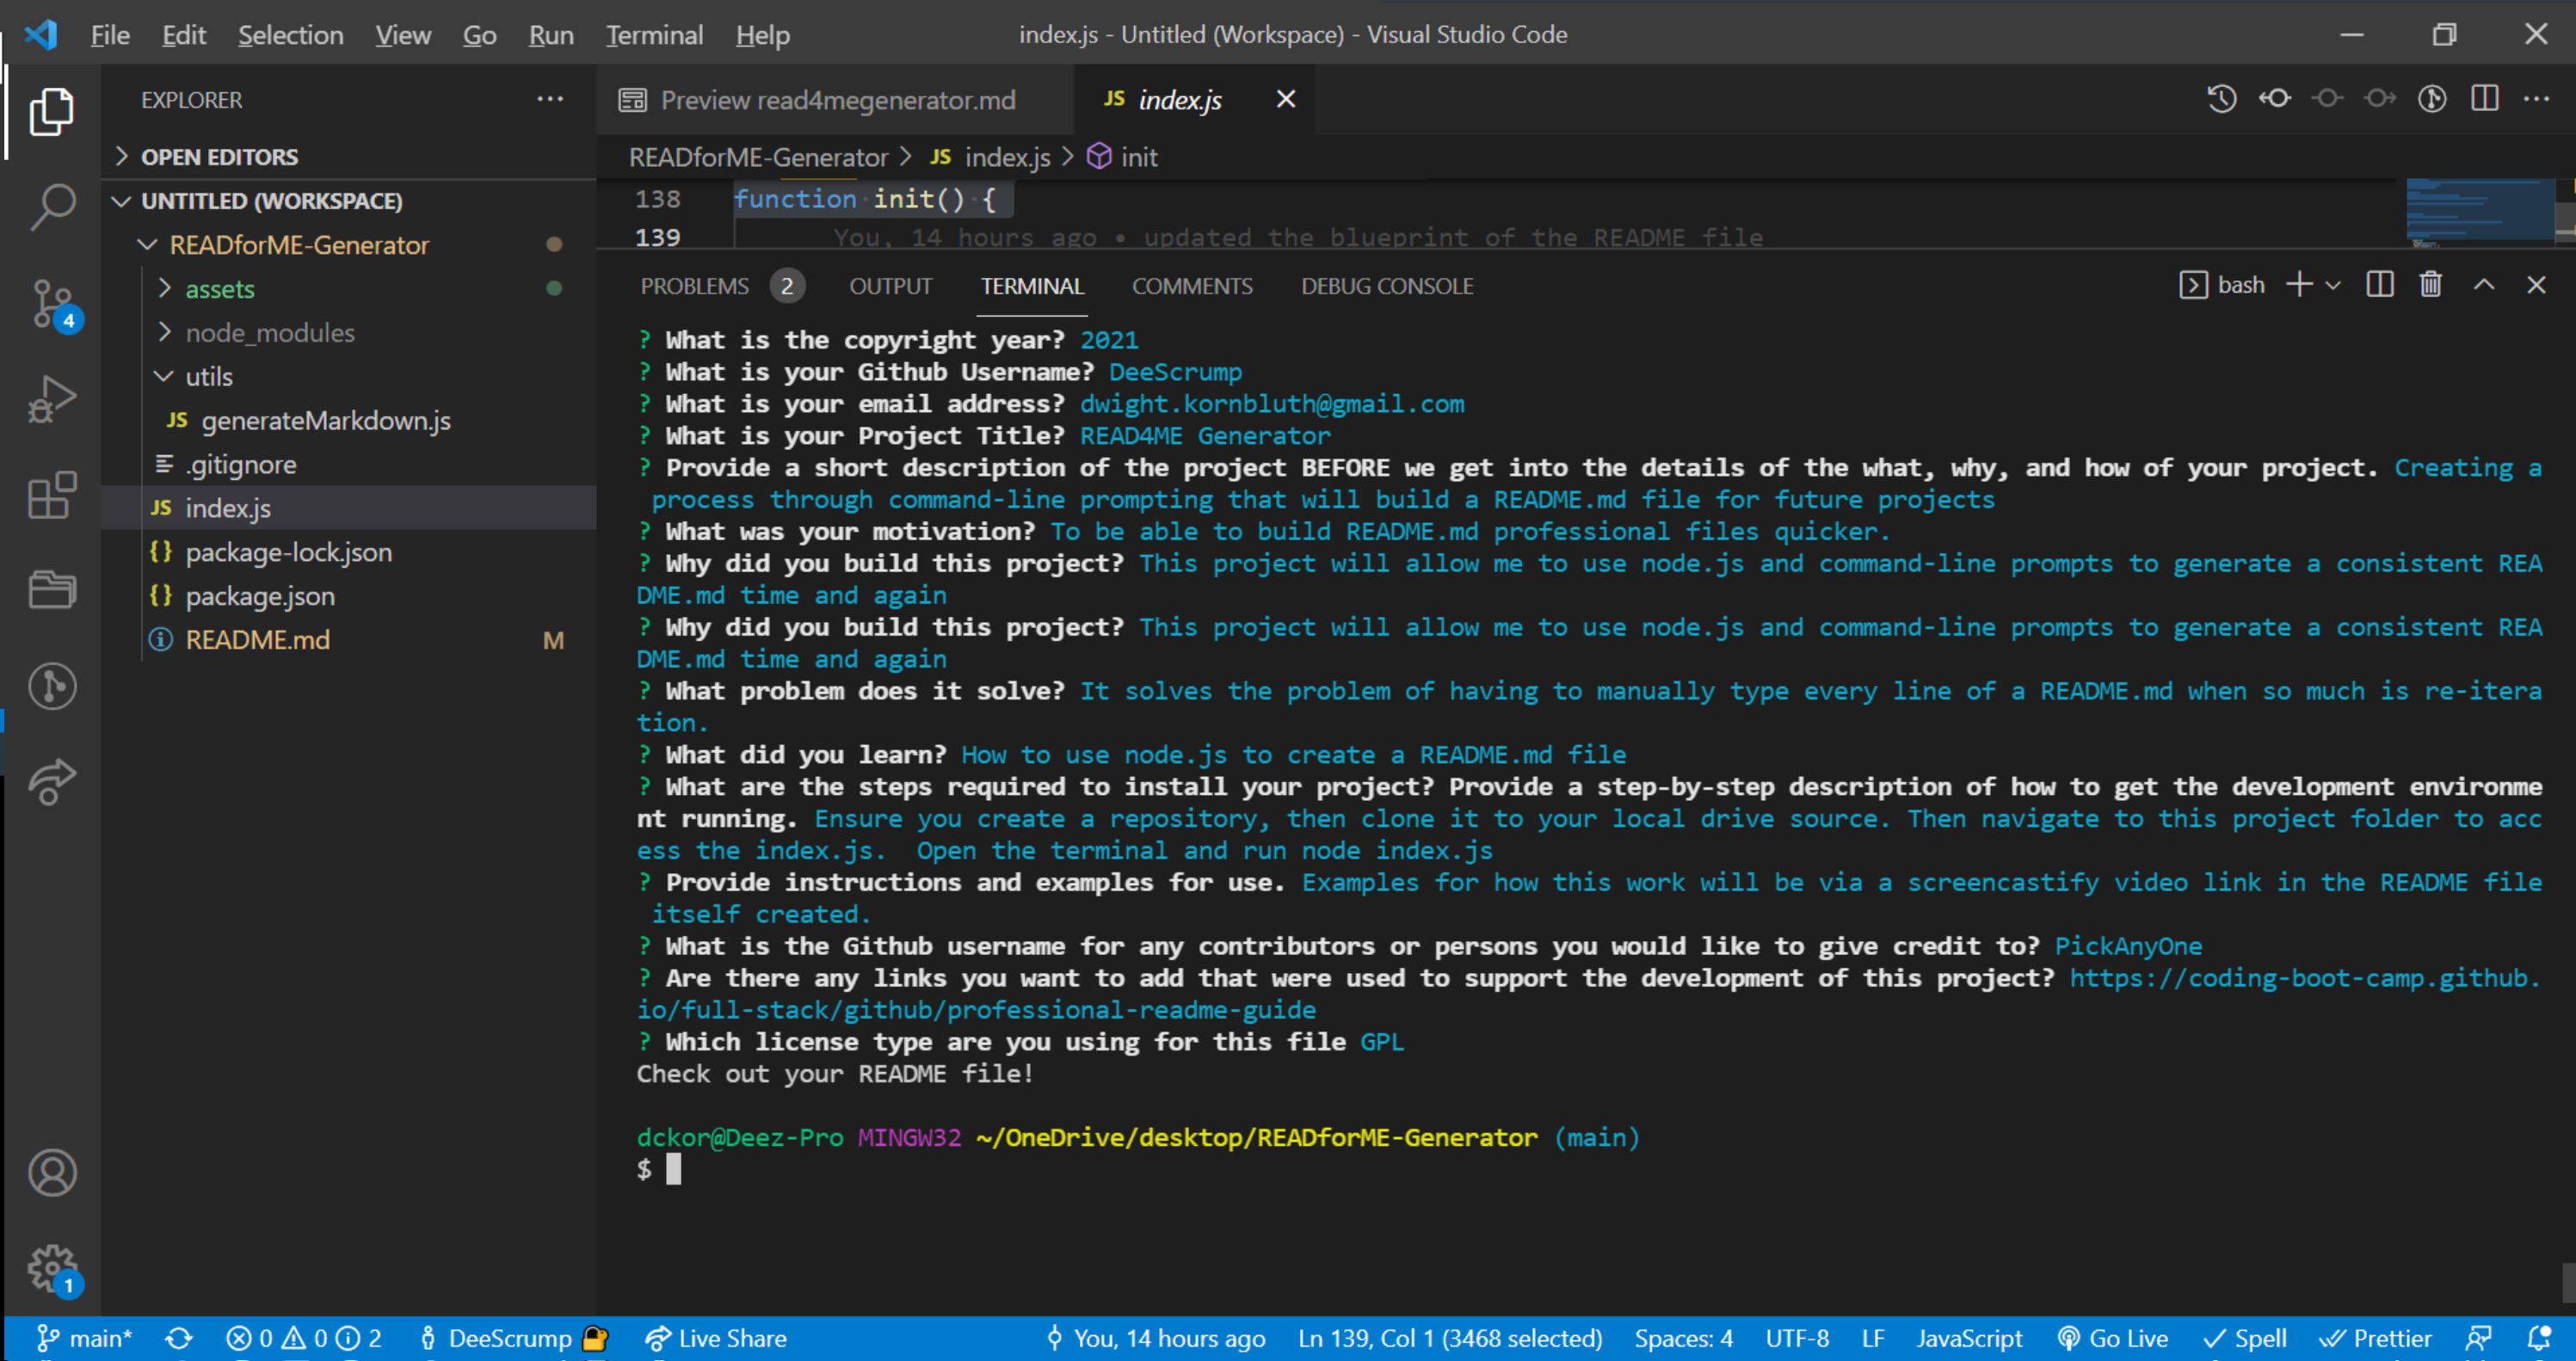 File Edit Selection View Go Run Terminal Help index.js - Untitled (Workspace) - Visual Studio Code
EXPLORER
OPEN EDITORS
UNTITLED (WORKSPACE)
READforME-Generator
assets
node_modules
utils
JS generateMarkdown.js
.gitignore
JS index.js
{} package-lock.json
{} package.json
README.md M
4
1
Preview read4megenerator.md JS index.js
READforME-Generator > JS index.js > init
138 function init() {
139 You, 14 hours ago • updated the blueprint of the README file
PROBLEMS 2 OUTPUT TERMINAL COMMENTS DEBUG CONSOLE bash
? What is the copyright year? 2021
? What is your Github Username? DeeScrump
? What is your email address? dwight.kornbluth@gmail.com
? What is your Project Title? READ4ME Generator
? Provide a short description of the project BEFORE we get into the details of the what, why, and how of your project. Creating a
process through command-line prompting that will build a README.md file for future projects
? What was your motivation? To be able to build README.md professional files quicker.
? Why did you build this project? This project will allow me to use node.js and command-line prompts to generate a consistent REA
DME.md time and again
? Why did you build this project? This project will allow me to use node.js and command-line prompts to generate a consistent REA
DME.md time and again
? What problem does it solve? It solves the problem of having to manually type every line of a README.md when so much is re-itera
tion.
? What did you learn? How to use node.js to create a README.md file
? What are the steps required to install your project? Provide a step-by-step description of how to get the development environme
nt running. Ensure you create a repository, then clone it to your local drive source. Then navigate to this project folder to acc
ess the index.js.  Open the terminal and run node index.js
? Provide instructions and examples for use. Examples for how this work will be via a screencastify video link in the README file
itself created.
? What is the Github username for any contributors or persons you would like to give credit to? PickAnyOne
? Are there any links you want to add that were used to support the development of this project? https://coding-boot-camp.github.
io/full-stack/github/professional-readme-guide
? Which license type are you using for this file GPL
Check out your README file!
dckor@Deez-Pro MINGW32 ~/OneDrive/desktop/READforME-Generator (main)
$
main* 0 0 2 DeeScrump Live Share You, 14 hours ago Ln 139, Col 1 (3468 selected) Spaces: 4 UTF-8 LF JavaScript Go Live Spell Prettier